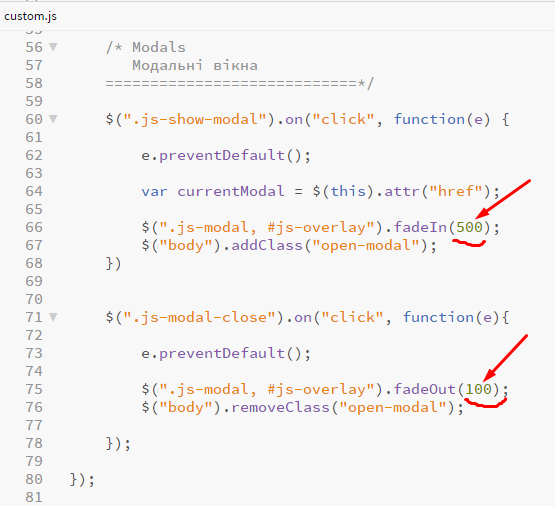 custom.js
55
56 /* Modals
57 Модальні вікна
58 ============================*/
59
60 $(".js-show-modal").on("click", function(e) {
61
62 e.preventDefault();
63
64 var currentModal = $(this).attr("href");
65
66 $(".js-modal, #js-overlay").fadeIn(500);
67 $("body").addClass("open-modal");
68 })
69
70
71 $(".js-modal-close").on("click", function(e){
72
73 e.preventDefault();
74
75 $(".js-modal, #js-overlay").fadeOut(100);
76 $("body").removeClass("open-modal");
77
78 });
79
80 });
81